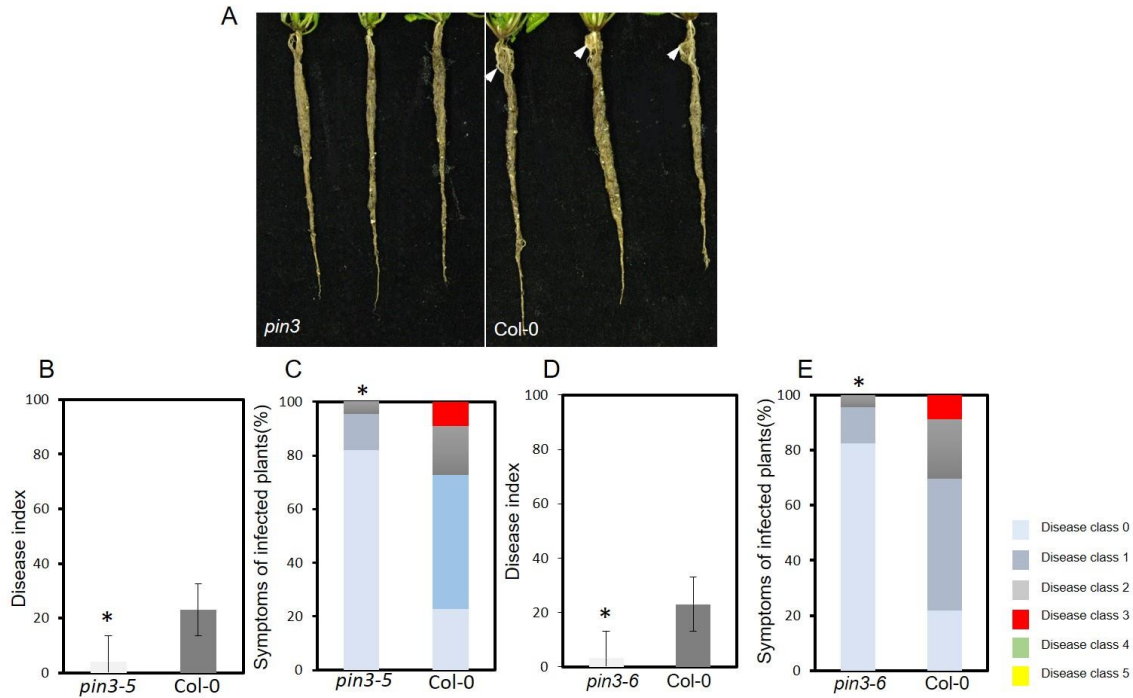 A
pin3
Col-0
B
Disease index
100
80
60
40
20
0
*
pin3-5
Col-0
C
Symptoms of infected plants(%)
100
80
60
40
20
0
*
pin3-5
Col-0
D
Disease index
100
80
60
40
20
0
*
pin3-6
Col-0
E
Symptoms of infected plants(%)
100
80
60
40
20
0
*
pin3-6
Col-0
Disease class 0
Disease class 1
Disease class 2
Disease class 3
Disease class 4
Disease class 5